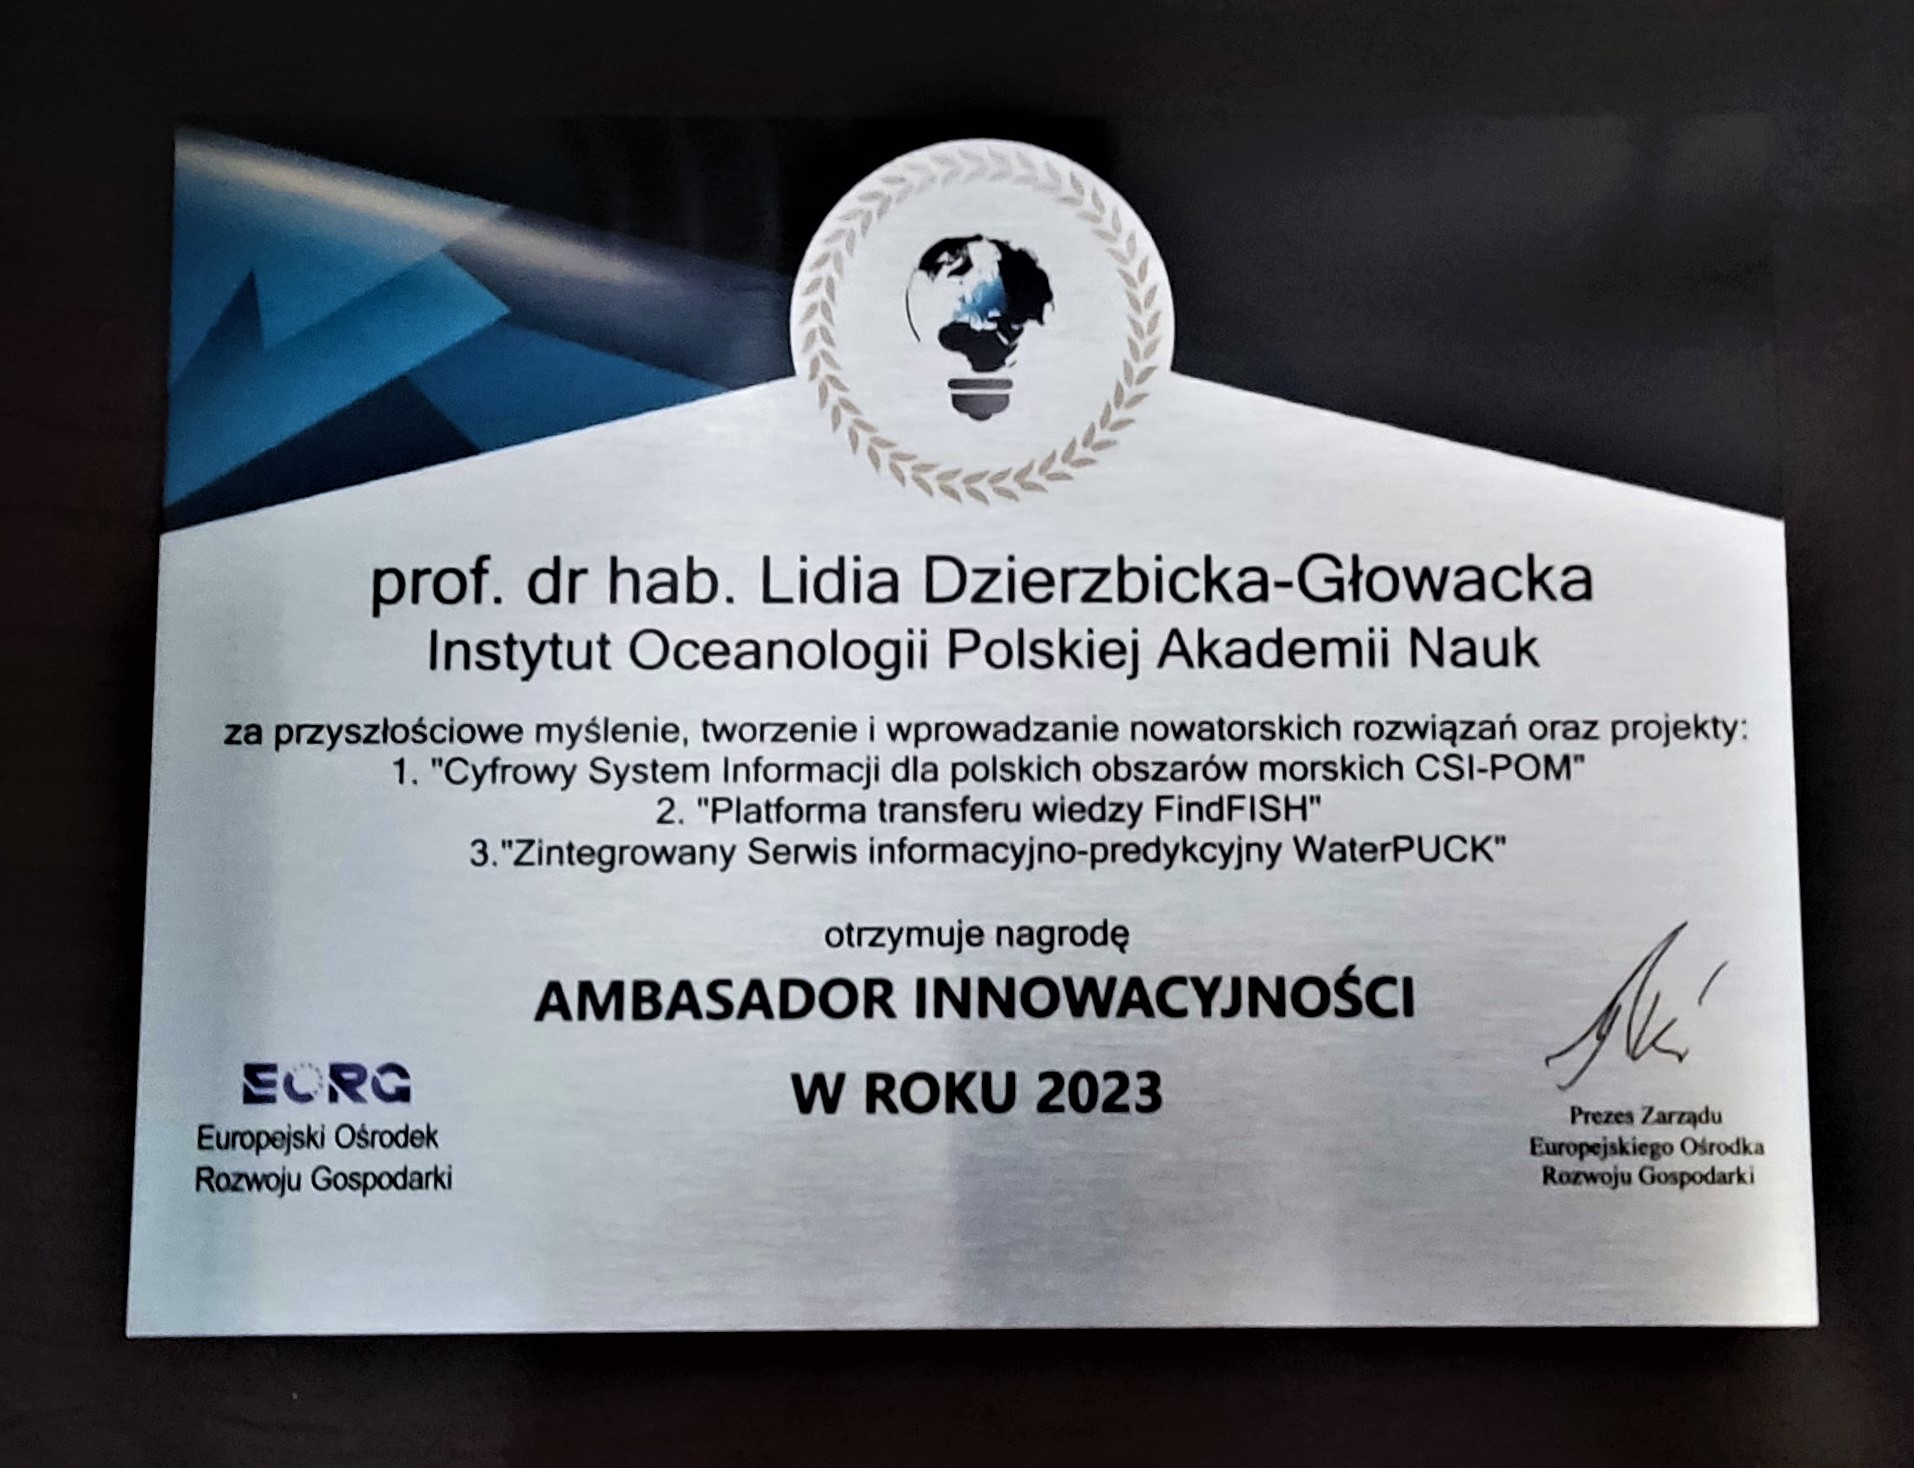 prof. dr hab. Lidia Dzierzbicka-Głowacka
Instytut Oceanologii Polskiej Akademii Nauk
za przyszłościowe myślenie, tworzenie i wprowadzanie nowatorskich rozwiązań oraz projekty:
1. "Cyfrowy System Informacji dla polskich obszarów morskich CSI-POM"
2. "Platforma transferu wiedzy FindFISH"
3."Zintegrowany Serwis informacyjno-predykcyjny WaterPUCK"
otrzymuje nagrodę
AMBASADOR INNOWACYJNOŚCI
W ROKU 2023
EORG
Europejski Ośrodek
Rozwoju Gospodarki
Prezes Zarządu
Europejskiego Ośrodka
Rozwoju Gospodarki